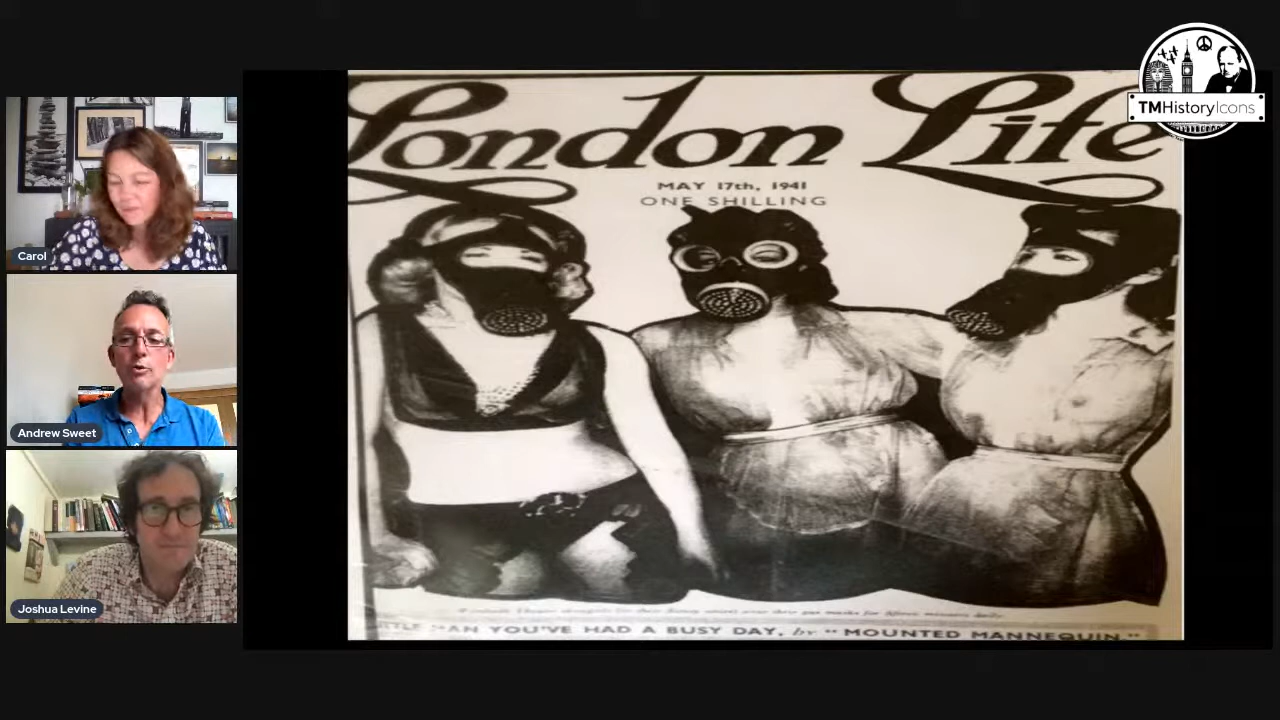 London Life
MAY 17th, 1941
ONE SHILLING
MAN YOU'VE HAD A BUSY DAY, by "MOUNTED MANNEQUIN."
TMHistoryIcons
Carol
Andrew Sweet
Joshua Levine